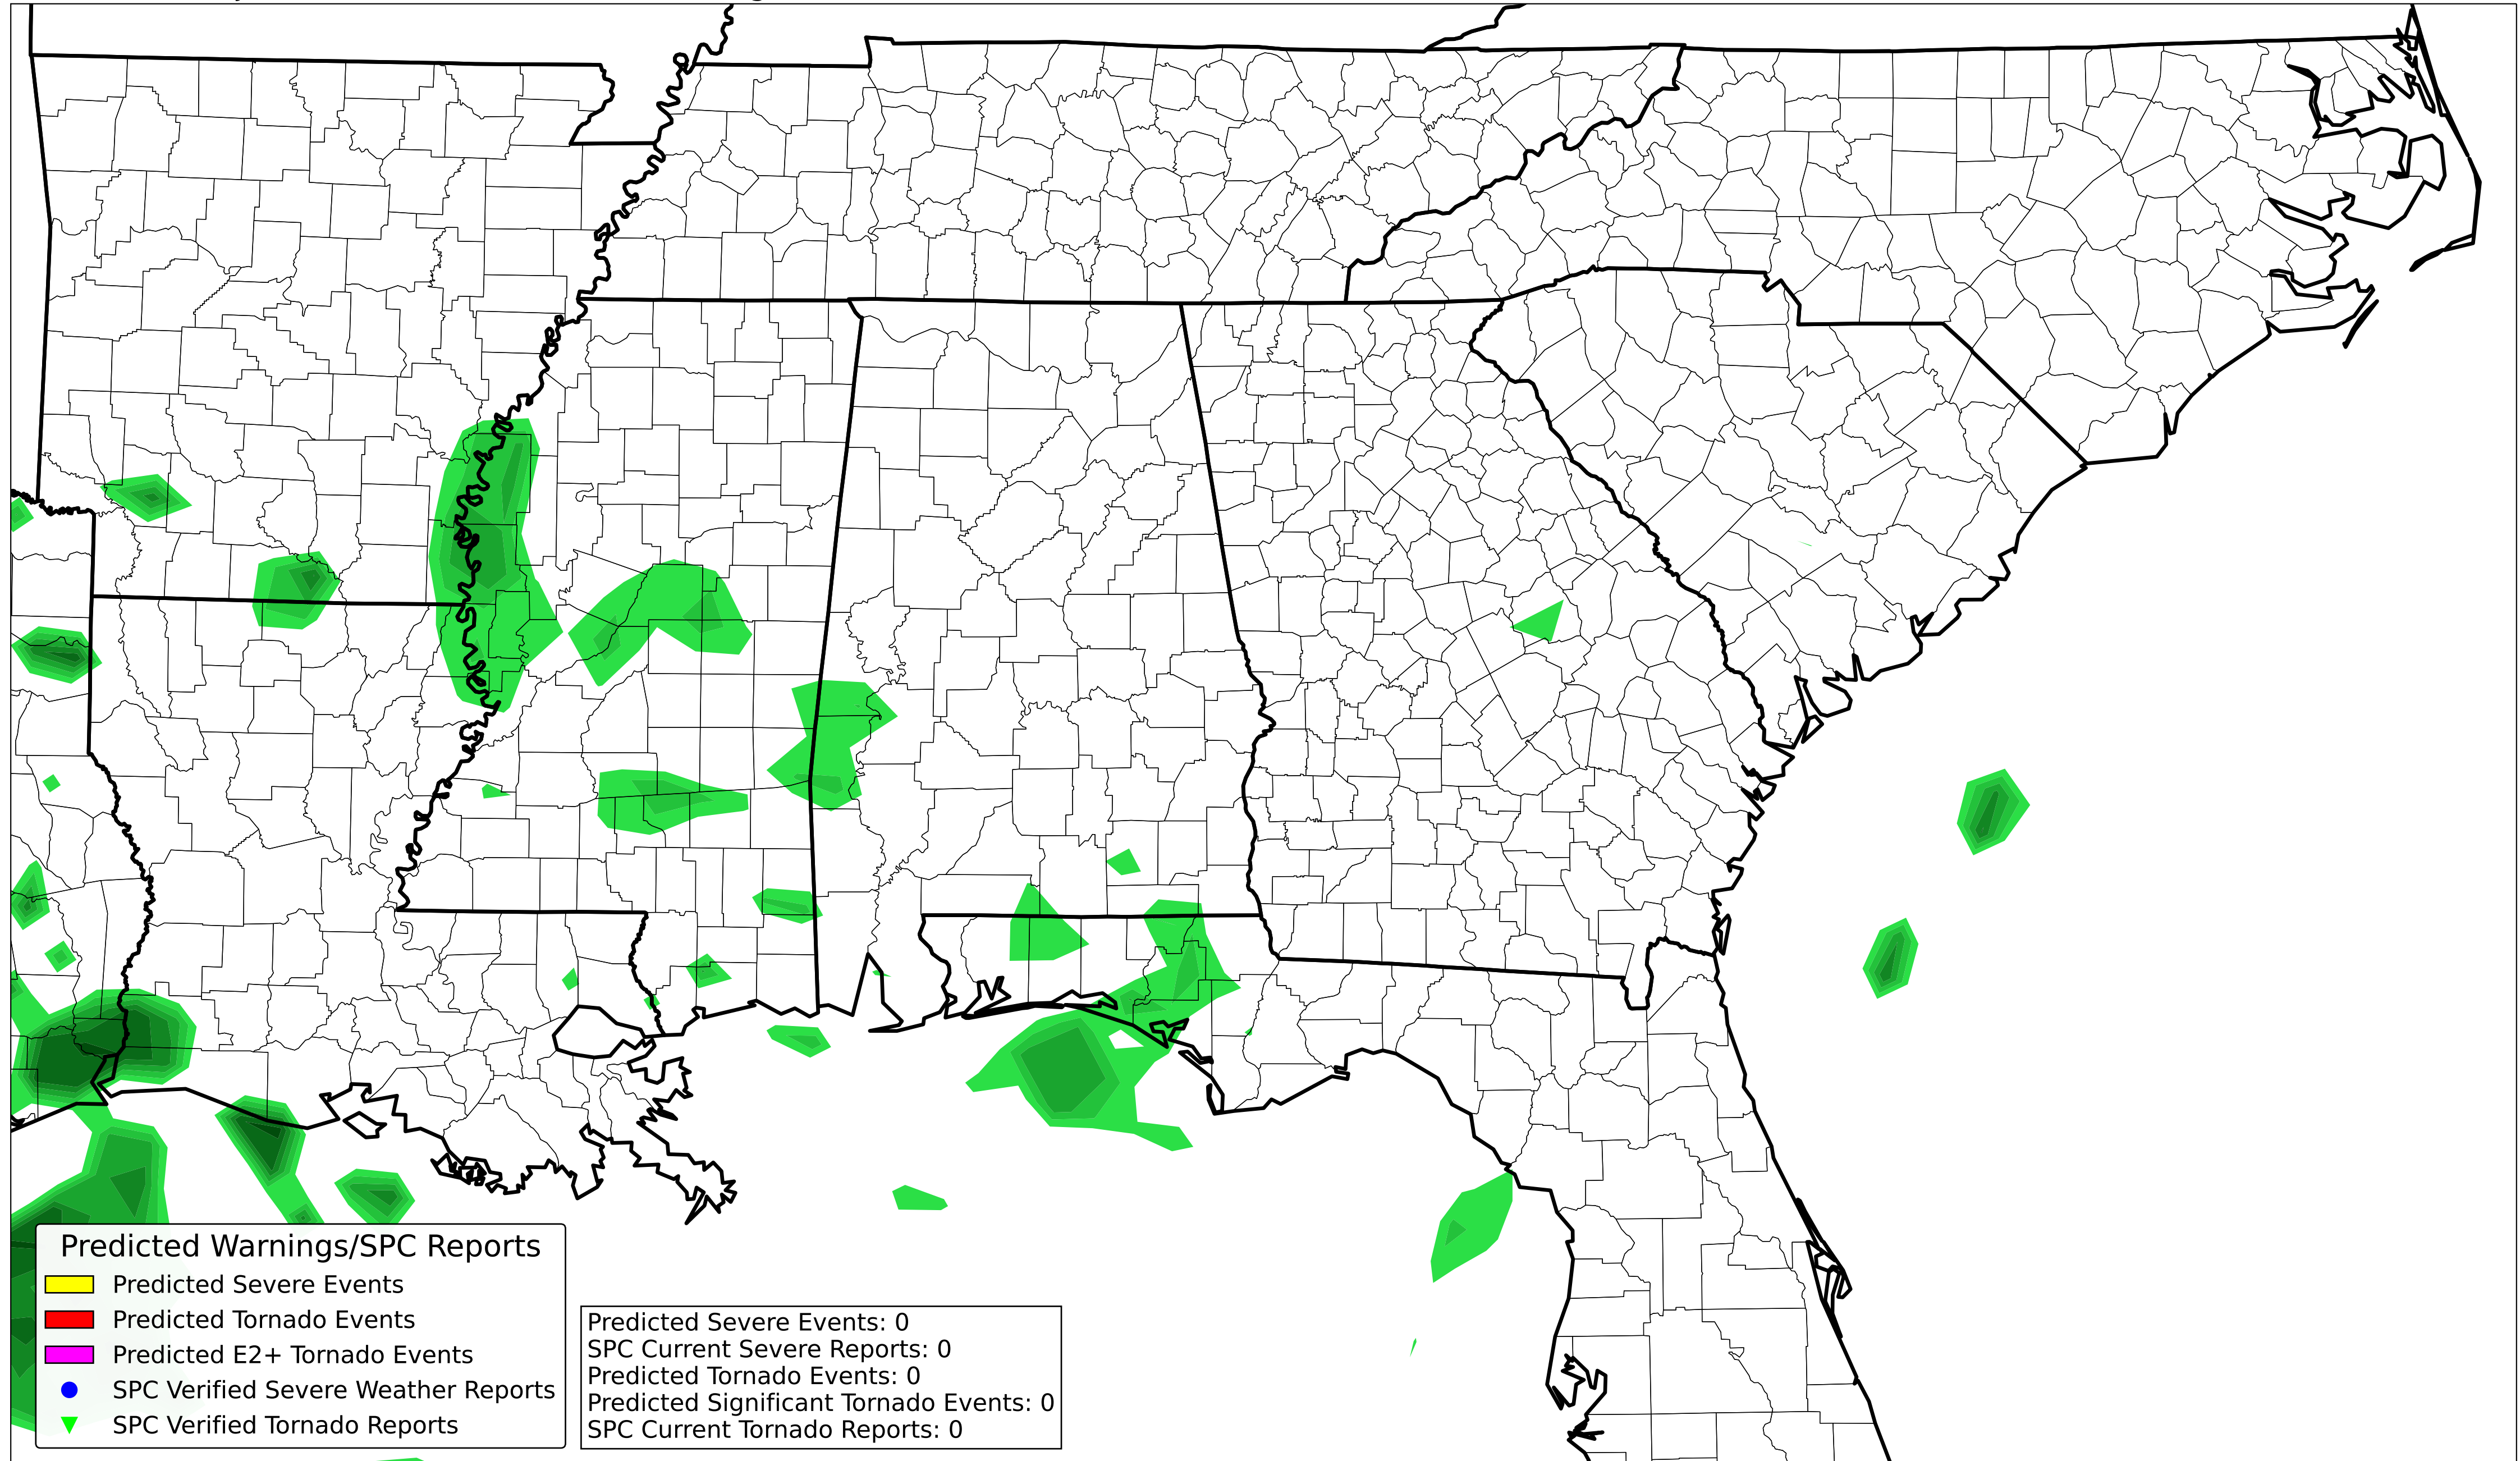 Predicted Warnings/SPC Reports
Predicted Severe Events
Predicted Tornado Events
Predicted E2+ Tornado Events
SPC Verified Severe Weather Reports
SPC Verified Tornado Reports
Predicted Severe Events: 0
SPC Current Severe Reports: 0
Predicted Tornado Events: 0
Predicted Significant Tornado Events: 0
SPC Current Tornado Reports: 0